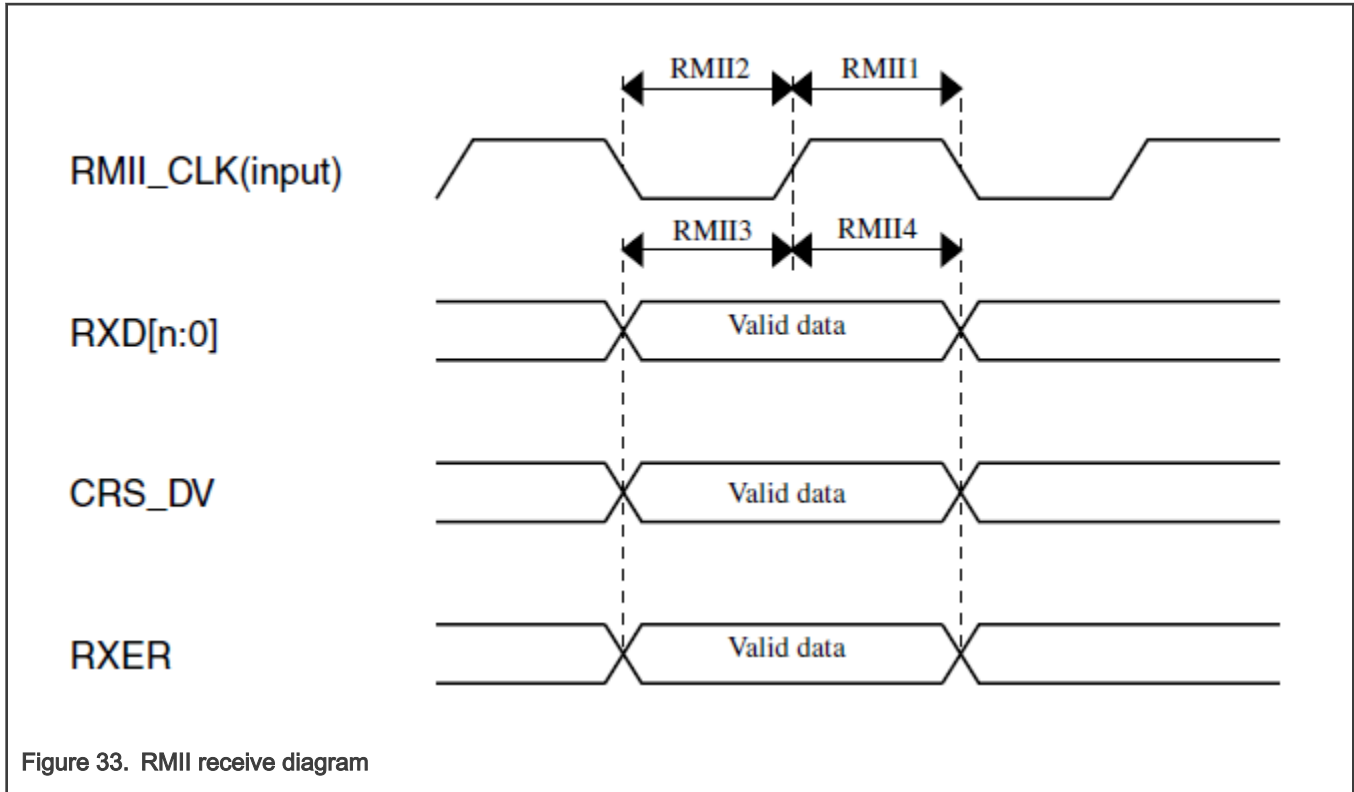 RMII2 RMII1
RMII_CLK(input)
RMII3 RMII4
RXD[n:0] Valid data
CRS_DV Valid data
RXER Valid data
Figure 33. RMII receive diagram